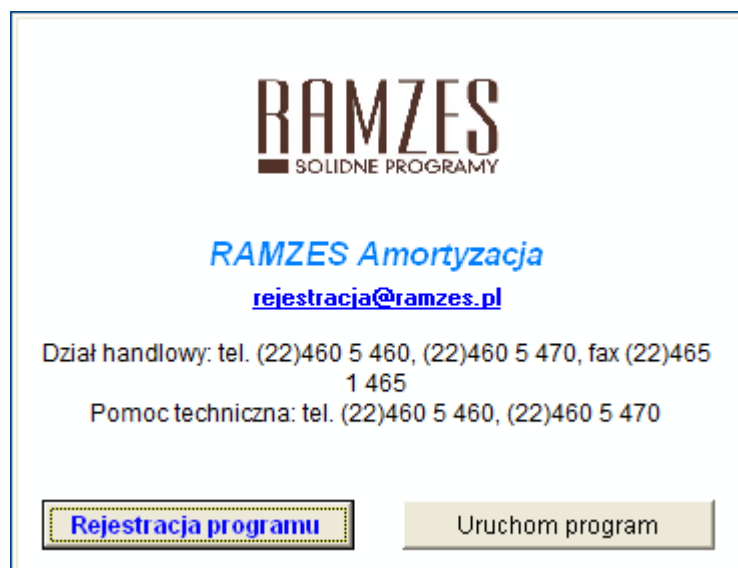 RAMZES
SOLIDNE PROGRAMY
RAMZES Amortyzacja
rejestracja@ramzes.pl
Dział handlowy: tel. (22)460 5 460, (22)460 5 470, fax (22)465
1 465
Pomoc techniczna: tel. (22)460 5 460, (22)460 5 470
Rejestracja programu
Uruchom program